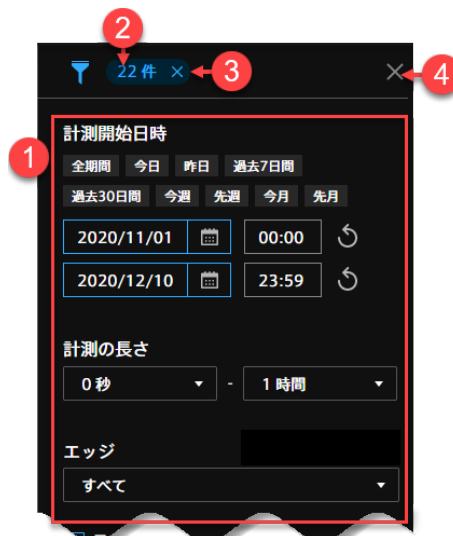 2
22 件 × 3
× 4
1
計測開始日時
全期間 今日 昨日 過去7日間
過去30日間 今週 先週 今月 先月
2020/11/01 00:00
2020/12/10 23:59
計測の長さ
0 秒 - 1 時間
エッジ
すべて